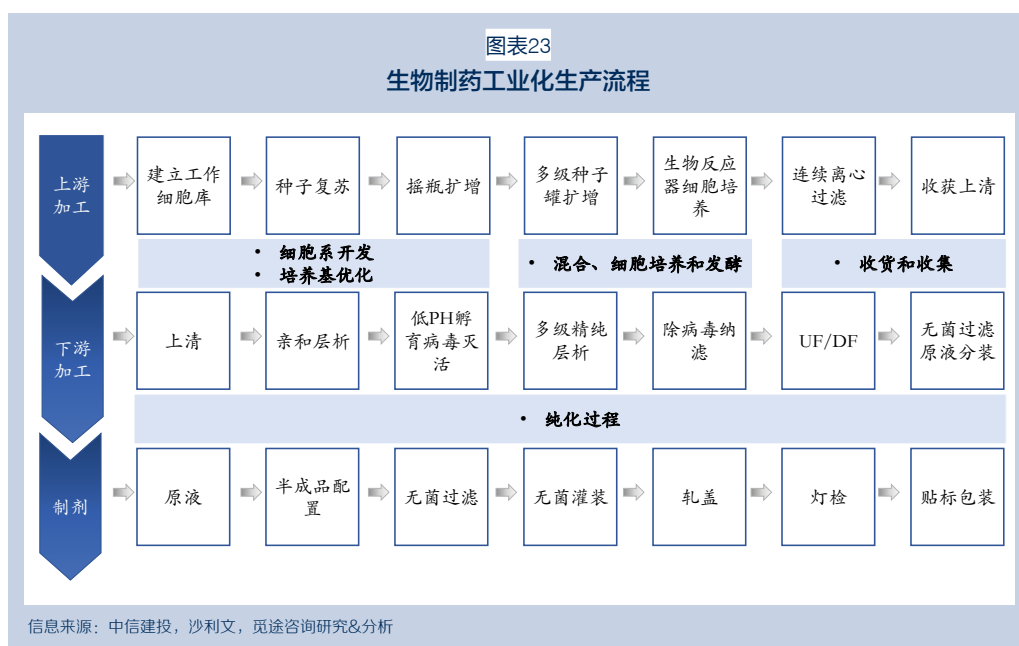 图表23
生物制药工业化生产流程
上游
加工
建立工作
细胞库
种子复苏
摇瓶扩增
多级种子
罐扩增
生物反应
器细胞培
养
连续离心
过滤
收获上清
• 细胞系开发
• 培养基优化
• 混合、细胞培养和发酵
• 收货和收集
下游
加工
上清
亲和层析
低PH孵
育病毒灭
活
多级精纯
层析
除病毒纳
滤
UF/DF
无菌过滤
原液分装
• 纯化过程
制剂
原液
半成品配
置
无菌过滤
无菌灌装
轧盖
灯检
贴标包装
信息来源：中信建投，沙利文，觅途咨询研究&分析